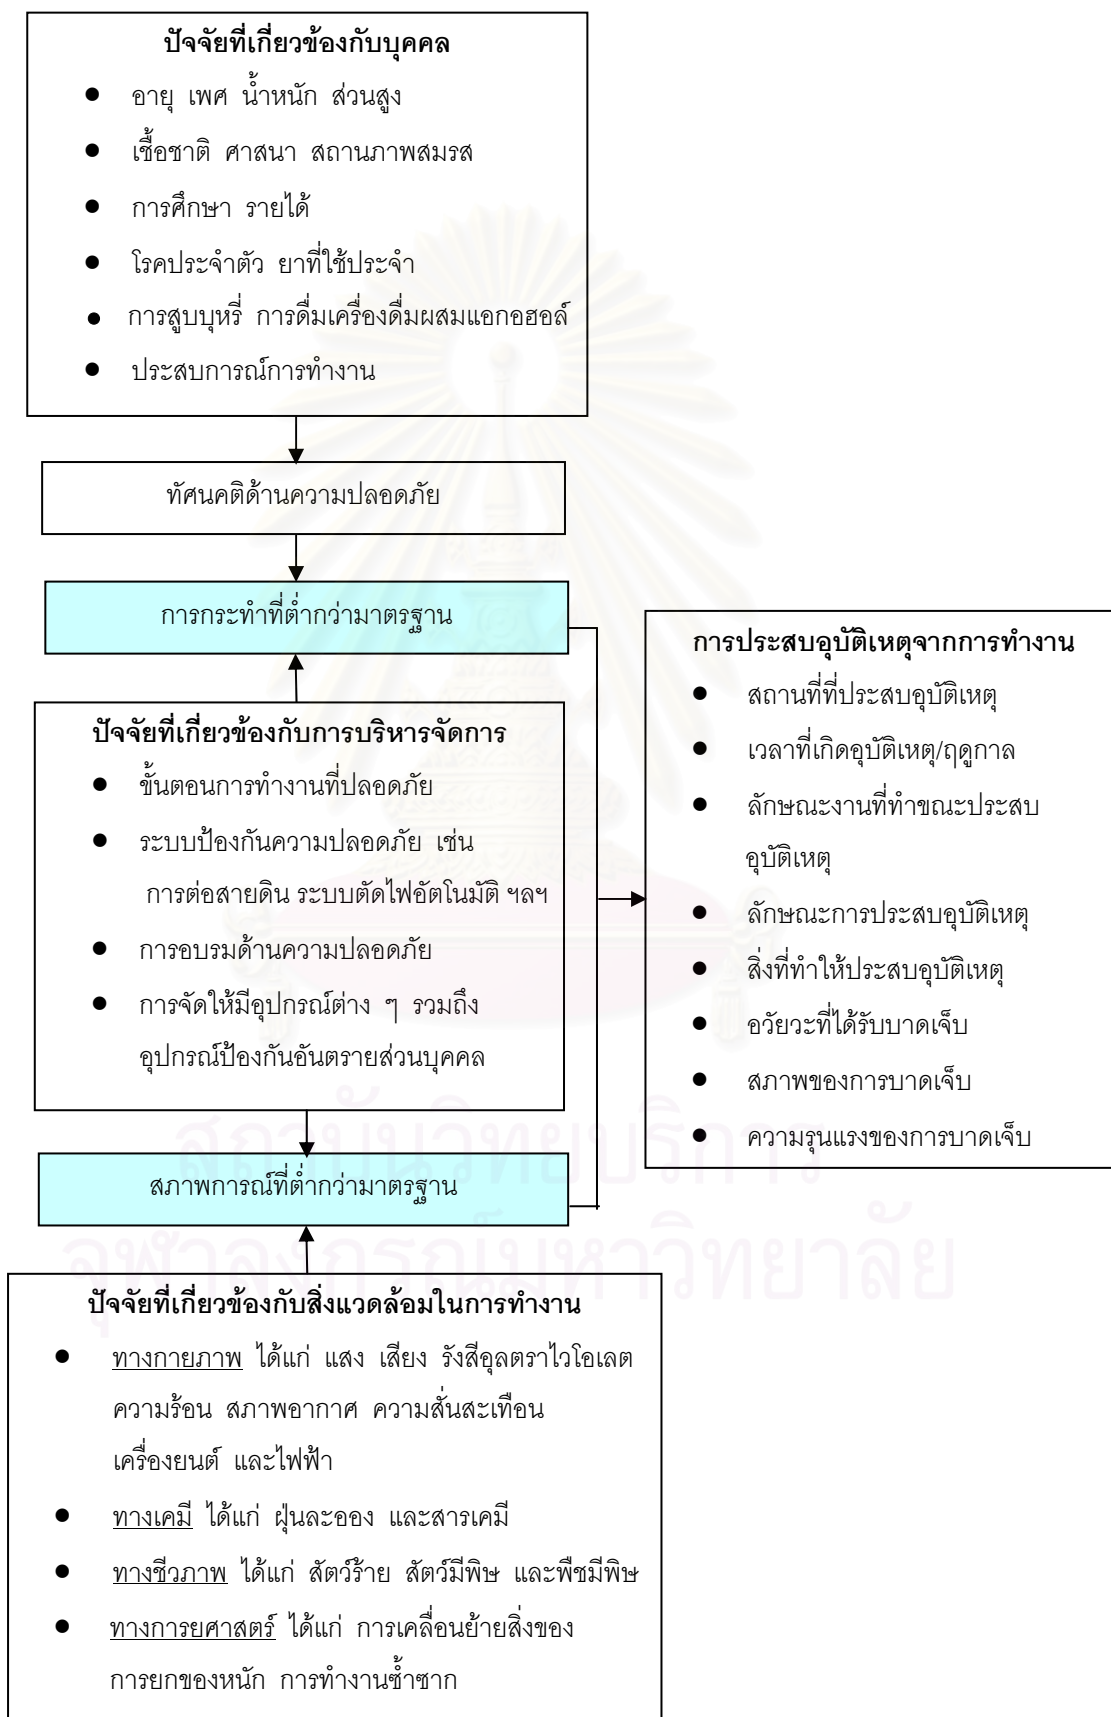 ปัจจัยที่เกี่ยวข้องกับบุคคล
● อายุ เพศ น้ำหนัก ส่วนสูง
● เชื้อชาติ ศาสนา สถานภาพสมรส
● การศึกษา รายได้
● โรคประจำตัว ยาที่ใช้ประจำ
● การสูบบุหรี่ การดื่มเครื่องดื่มผสมแอกอฮอล์
● ประสบการณ์การทำงาน
ทัศนคติด้านความปลอดภัย
การกระทำที่ต่ำกว่ามาตรฐาน
ปัจจัยที่เกี่ยวข้องกับการบริหารจัดการ
● ขั้นตอนการทำงานที่ปลอดภัย
● ระบบป้องกันความปลอดภัย เช่น
การต่อสายดิน ระบบตัดไฟอัตโนมัติ ฯลฯ
● การอบรมด้านความปลอดภัย
● การจัดให้มีอุปกรณ์ต่าง ๆ รวมถึง
อุปกรณ์ป้องกันอันตรายส่วนบุคคล
สภาพการณ์ที่ต่ำกว่ามาตรฐาน
ปัจจัยที่เกี่ยวข้องกับสิ่งแวดล้อมในการทำงาน
● ทางกายภาพ ได้แก่ แสง เสียง รังสีอุลตราไวโอเลต
ความร้อน สภาพอากาศ ความสั่นสะเทือน
เครื่องยนต์ และไฟฟ้า
● ทางเคมี ได้แก่ ฝุ่นละออง และสารเคมี
● ทางชีวภาพ ได้แก่ สัตว์ร้าย สัตว์มีพิษ และพืชมีพิษ
● ทางการยศาสตร์ ได้แก่ การเคลื่อนย้ายสิ่งของ
การยกของหนัก การทำงานซ้ำซาก
การประสบอุบัติเหตุจากการทำงาน
● สถานที่ที่ประสบอุบัติเหตุ
● เวลาที่เกิดอุบัติเหตุ/ฤดูกาล
● ลักษณะงานที่ทำขณะประสบ
อุบัติเหตุ
● ลักษณะการประสบอุบัติเหตุ
● สิ่งที่ทำให้ประสบอุบัติเหตุ
● อวัยวะที่ได้รับบาดเจ็บ
● สภาพของการบาดเจ็บ
● ความรุนแรงของการบาดเจ็บ
สถาบันวิทยบริการ
จุฬาลงกรณ์มหาวิทยาลัย